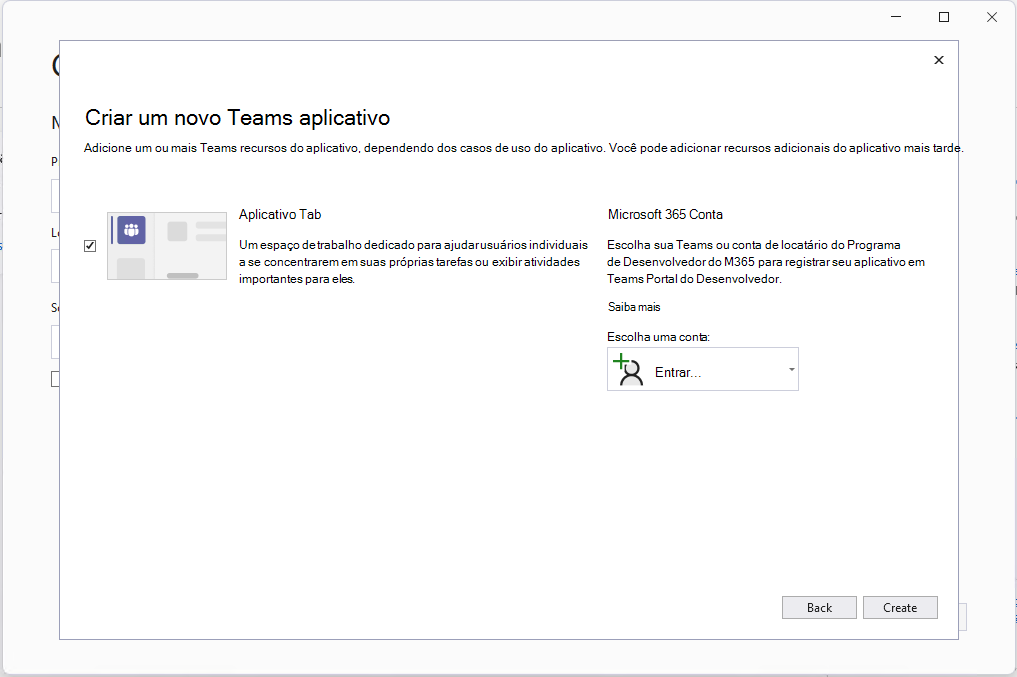 Criar um novo Teams aplicativo
Adicione um ou mais Teams recursos do aplicativo, dependendo dos casos de uso do aplicativo. Você pode adicionar recursos adicionais do aplicativo mais tarde.
Aplicativo Tab
Um espaço de trabalho dedicado para ajudar usuários individuais
a se concentrarem em suas próprias tarefas ou exibir atividades
importantes para eles.
Microsoft 365 Conta
Escolha sua Teams ou conta de locatário do Programa
de Desenvolvedor do M365 para registrar seu aplicativo em
Teams Portal do Desenvolvedor.
Saiba mais
Escolha uma conta:
Entrar...
Back
Create